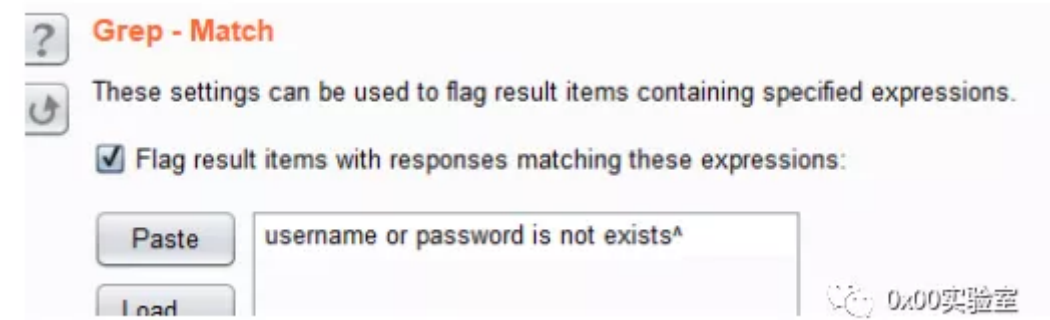 ?
Grep - Match
These settings can be used to flag result items containing specified expressions.
Flag result items with responses matching these expressions:
Paste
username or password is not exists^
Load ...
0x00实验室